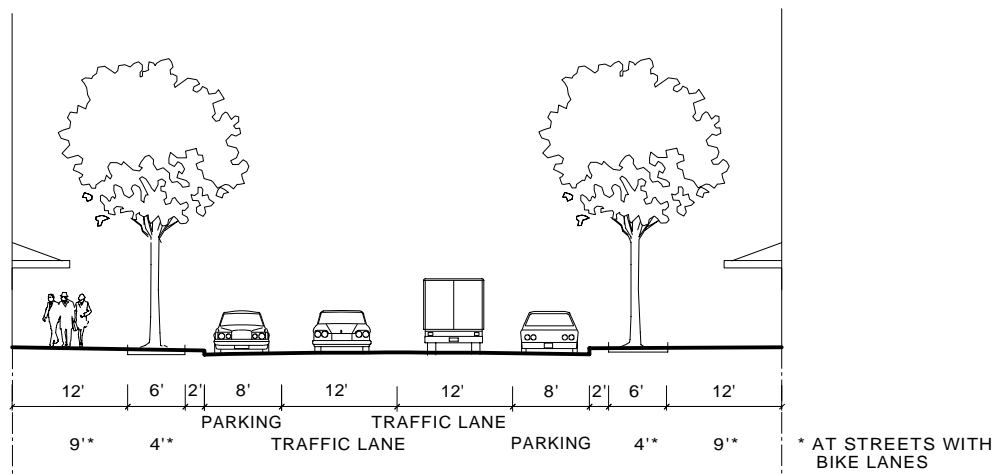 12' 6' 2' 8' 12' 12' 8' 2' 6' 12'
PARKING TRAFFIC LANE
9'* 4'* TRAFFIC LANE PARKING 4'* 9'* * AT STREETS WITH
BIKE LANES